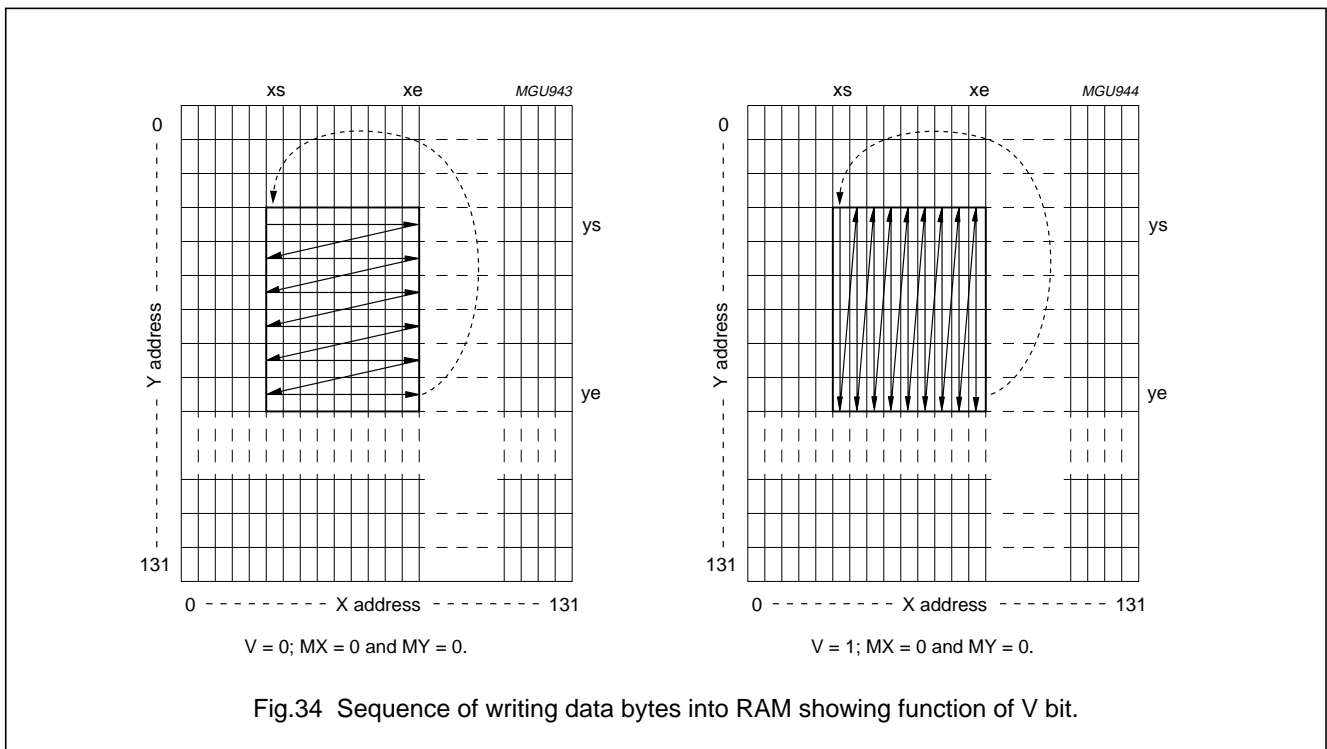 xs xe MGU943
0
ys
Y address
ye
131
0 X address 131
V = 0; MX = 0 and MY = 0.
xs xe MGU944
0
ys
Y address
ye
131
0 X address 131
V = 1; MX = 0 and MY = 0.
Fig.34 Sequence of writing data bytes into RAM showing function of V bit.